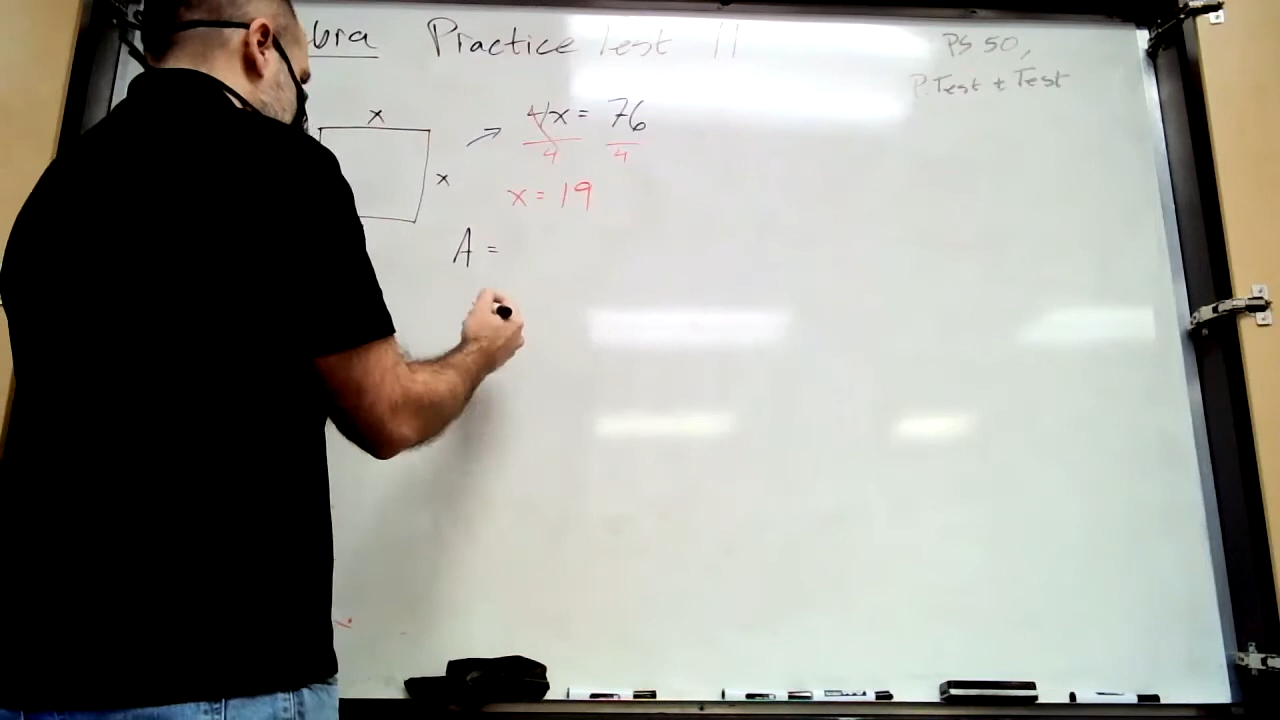 bra Practice Test 11
PS 50,
P.Test + Test
x
x
4x = 76
4 4
x = 19
A =